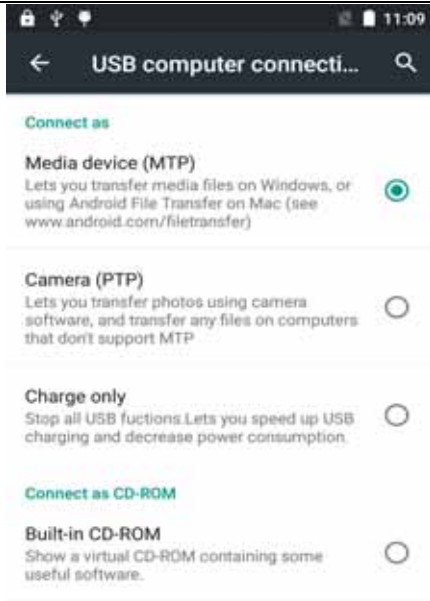 11:09
USB computer connecti...
Connect as
Media device (MTP)
Lets you transfer media files on Windows, or
using Android File Transfer on Mac (see
www.android.com/filetransfer)
Camera (PTP)
Lets you transfer photos using camera
software, and transfer any files on computers
that don't support MTP
Charge only
Stop all USB fuctions.Lets you speed up USB
charging and decrease power consumption.
Connect as CD-ROM
Built-in CD-ROM
Show a virtual CD-ROM containing some
useful software.